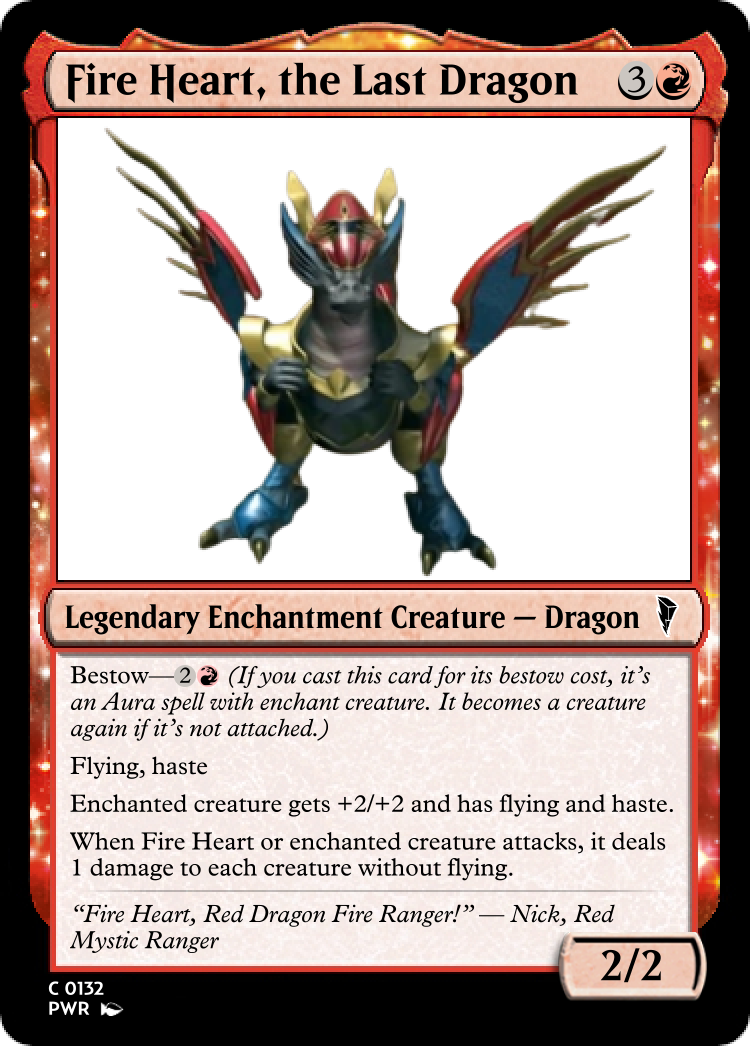 Fire Heart, the Last Dragon 3
Legendary Enchantment Creature — Dragon
Bestow—2 (If you cast this card for its bestow cost, it’s
an Aura spell with enchant creature. It becomes a creature
again if it’s not attached.)
Flying, haste
Enchanted creature gets +2/+2 and has flying and haste.
When Fire Heart or enchanted creature attacks, it deals
1 damage to each creature without flying.
“Fire Heart, Red Dragon Fire Ranger!” — Nick, Red
Mystic Ranger
2/2
C 0132
PWR